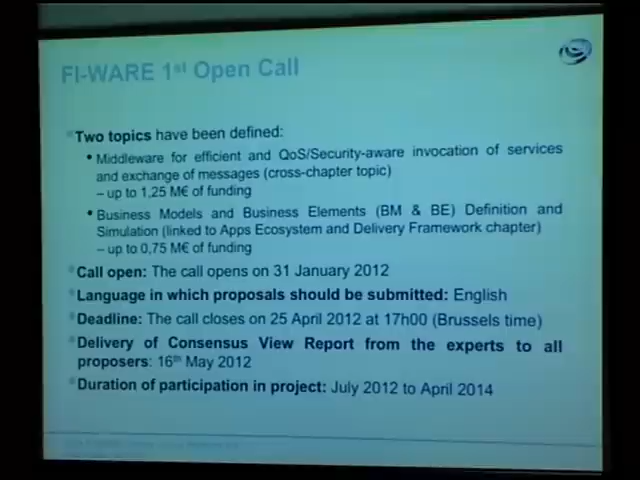 FI-WARE 1st Open Call
Two topics have been defined:
• Middleware for efficient and QoS/Security-aware invocation of services
and exchange of messages (cross-chapter topic)
– up to 1,25 M€ of funding
• Business Models and Business Elements (BM & BE) Definition and
Simulation (linked to Apps Ecosystem and Delivery Framework chapter)
– up to 0,75 M€ of funding
Call open: The call opens on 31 January 2012
Language in which proposals should be submitted: English
Deadline: The call closes on 25 April 2012 at 17h00 (Brussels time)
Delivery of Consensus View Report from the experts to all
proposers: 16th May 2012
Duration of participation in project: July 2012 to April 2014